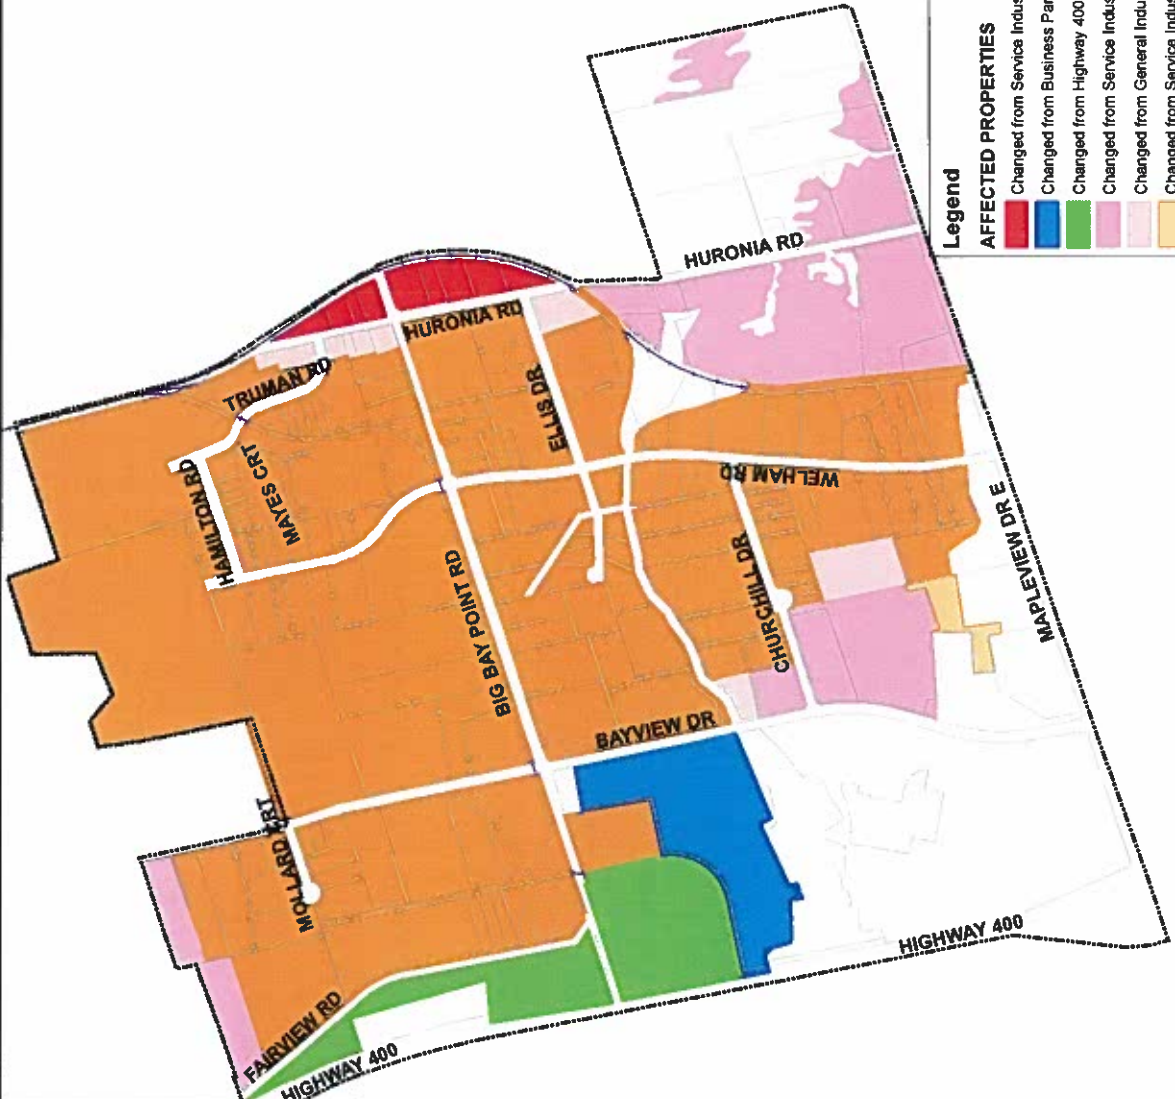 HURONIA RD
HURONIA RD
TRUMAN RD
ELLIS DR
MAYES CRT
HAMILTON RD
WELHAM RD
BIG BAY POINT RD
CHURCHILL DR
MAPLEVIEW DR E
BAYVIEW DR
MOLLARD CRT
FAIRVIEW RD
HIGHWAY 400
HIGHWAY 400
Legend
AFFECTED PROPERTIES
Changed from Service Indus
Changed from Business Par
Changed from Highway 400
Changed from Service Indus
Changed from General Indu
Changed from Service Indus